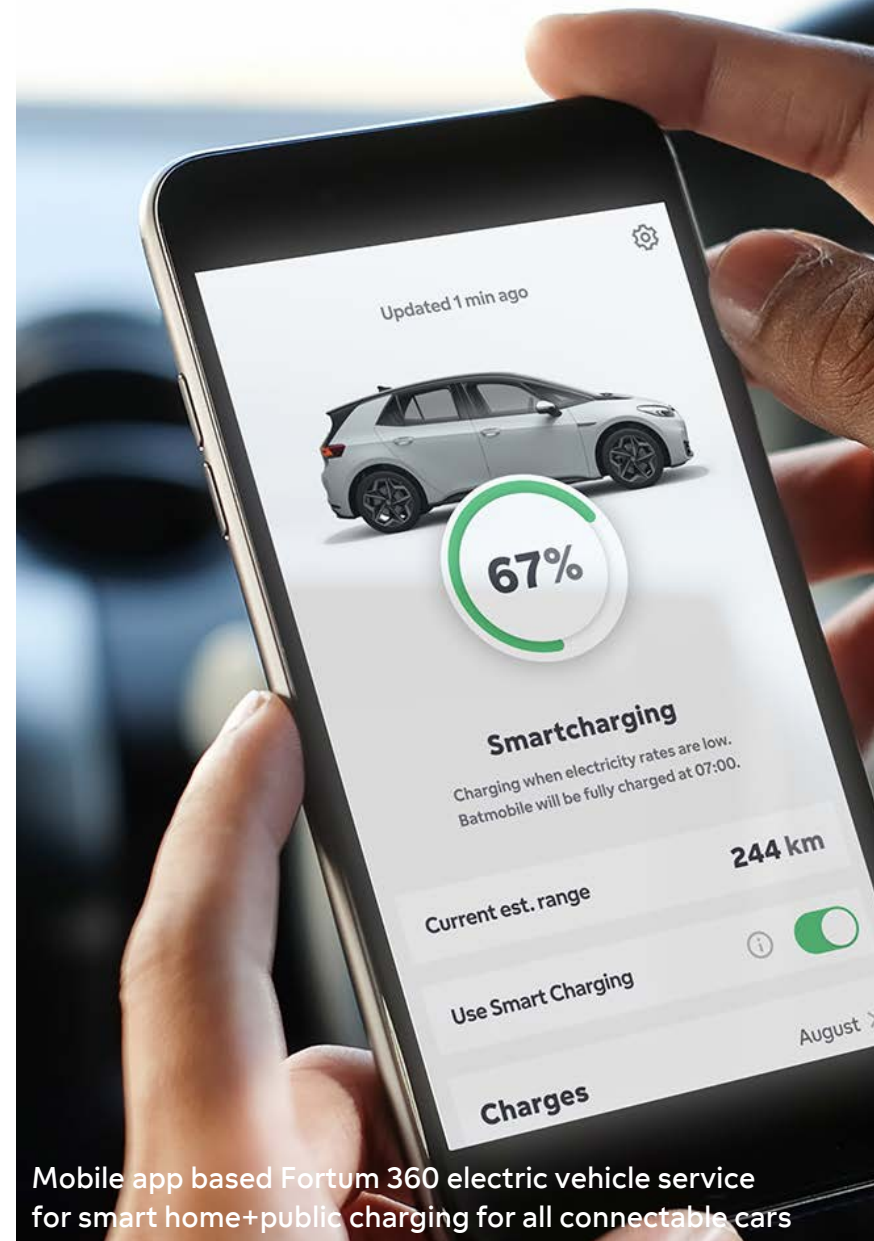 Updated 1 min ago
67%
Smartcharging
Charging when electricity rates are low.
Batmobile will be fully charged at 07:00.
Current est. range
244 km
Use Smart Charging
August
Charges
Mobile app based Fortum 360 electric vehicle service
for smart home+public charging for all connectable cars